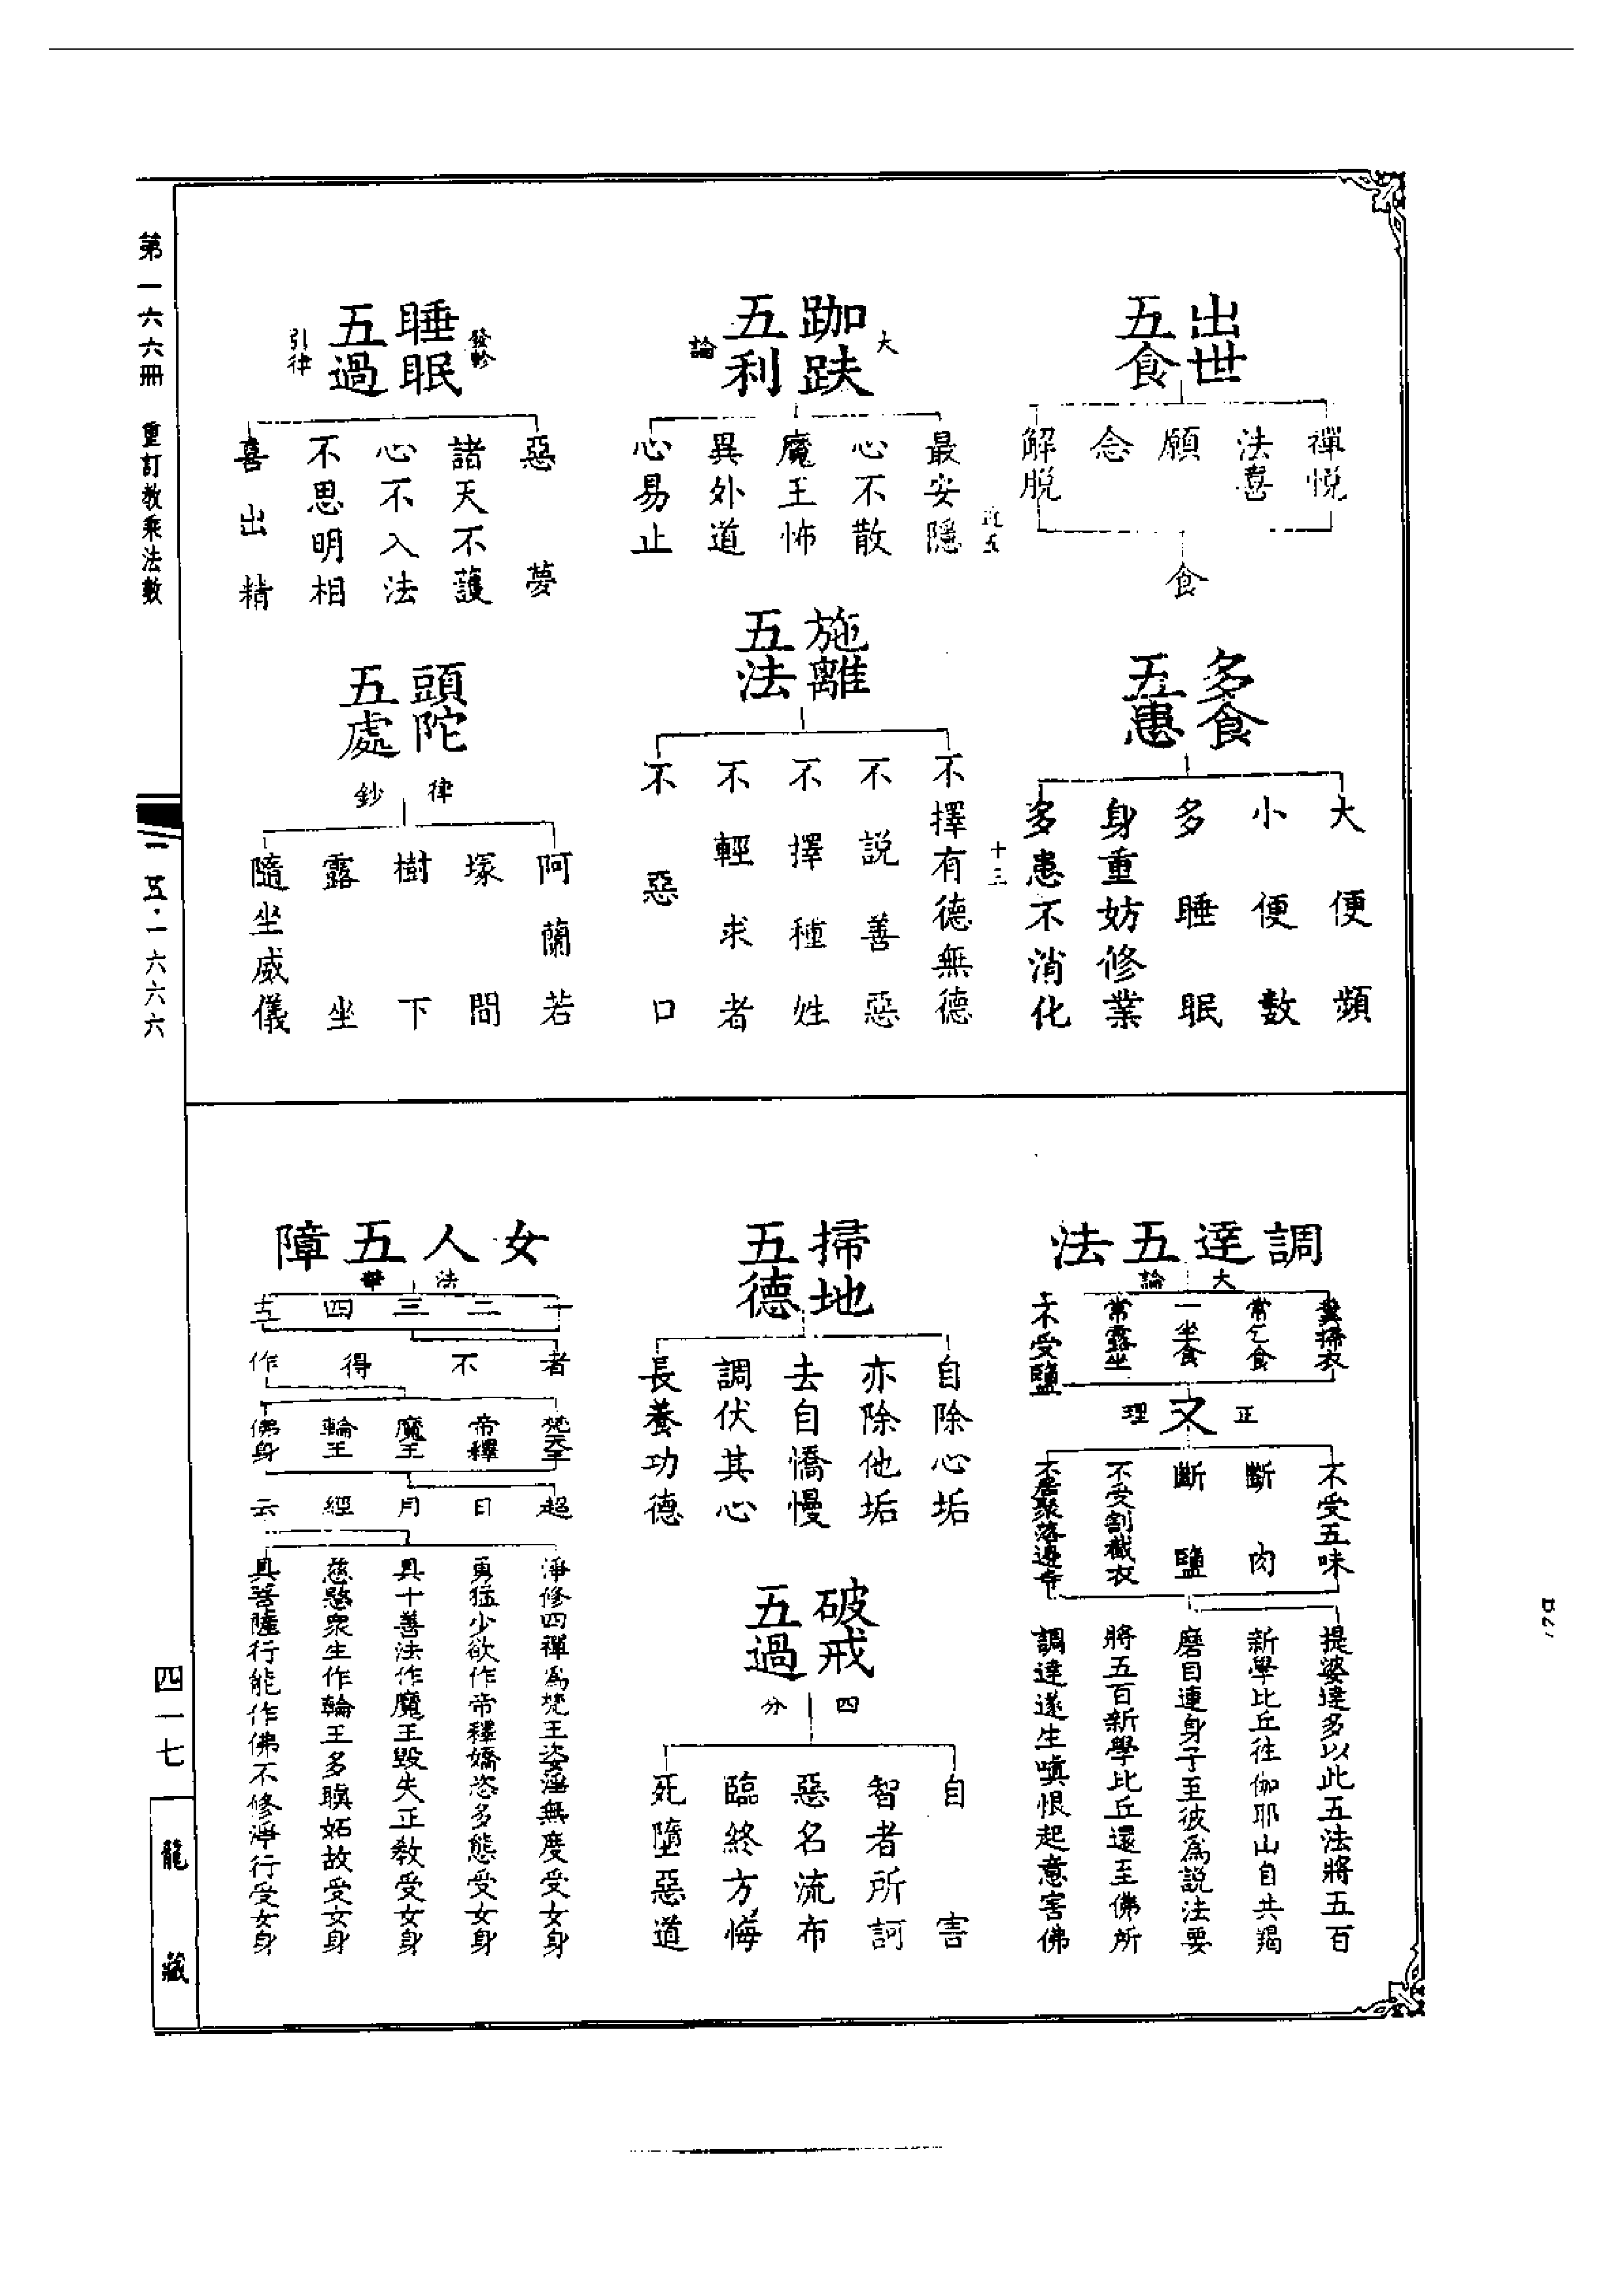 出世五食
禪悅
法喜
願
念
解脫
食
多食五患
大便頻
小便數
多睡眠
身重妨修業
多患不消化
跏趺五利
大論
最安隱
心不散
魔王怖
異外道
心易止
施離五法
不擇有德無德
不說善惡
不擇種姓
不輕求者
不惡口
十三
睡眠五過
發軫引律
惡夢
諸天不護
心不入法
不思明相
喜出精
頭陀五處
律鈔
阿蘭若
塚間
樹下
露坐
隨坐威儀
調達五法
大論
糞掃衣
常乞食
一坐食
常露坐
不受鹽
又
正理
不受五味
斷肉
斷鹽
不受割截衣
不居聚落邊寺
提婆達多以此五法將五百
新學比丘往伽耶山自共羯
磨目連身子至彼為說法要
將五百新學比丘還至佛所
調達遂生嗔恨起意害佛
掃地五德
自除心垢
亦除他垢
去自憍慢
調伏其心
長養功德
破戒五過
四分
自害
智者所訶
惡名流布
臨終方悔
死墮惡道
女人五障
法華
一二三四五
者不得作
梵天王
帝釋
魔王
輪王
佛身
超日月經云
淨修四禪為梵王姿淫無度受女身
勇猛少欲作帝釋嬌恣多態受女身
具十善法作魔王毀失正教受女身
慈愍眾生作輪王多瞋妬故受女身
具菩薩行能作佛不修淨行受女身
第一六六冊 重訂教乘法數
一五·一六六六
四一七
龍藏